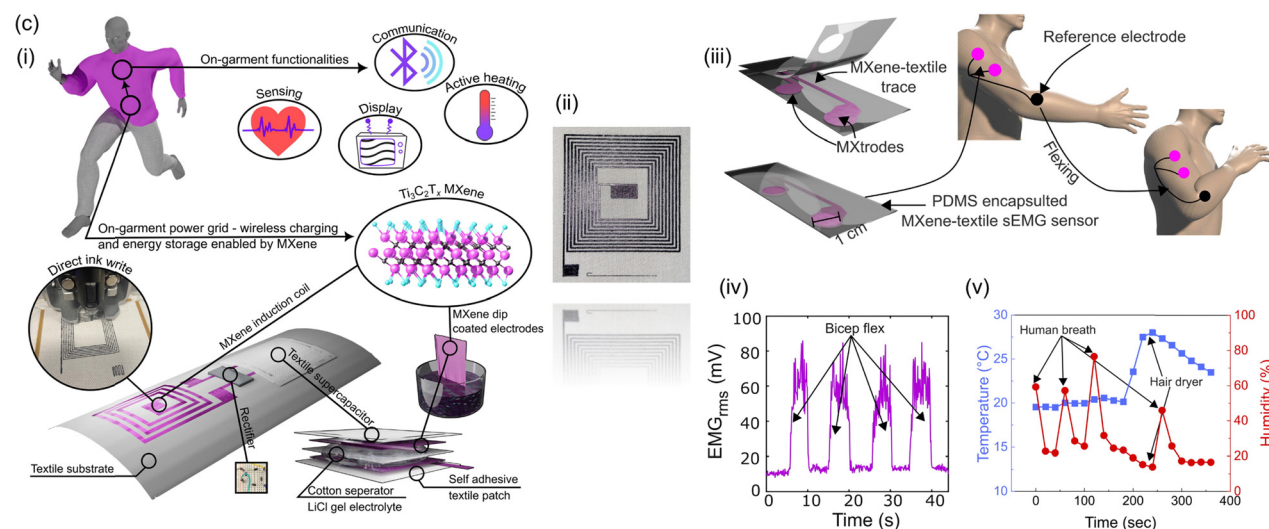 (c)
(i)
On-garment functionalities
Communication
Sensing
Display
Active heating
Ti₃C₂Tₓ MXene
On-garment power grid - wireless charging
and energy storage enabled by MXene
Direct ink write
MXene induction coil
MXene dip
coated electrodes
Textile supercapacitor
Rectifier
Textile substrate
Cotton seperator
LiCl gel electrolyte
Self adhesive
textile patch
(ii)
(iii)
MXene-textile
trace
MXtrodes
Reference electrode
Flexing
PDMS encapsulted
MXene-textile sEMG sensor
1 cm
(iv)
EMGrms (mV)
100
80
60
40
20
0
Bicep flex
0 10 20 30 40
Time (s)
(v)
Temperature (°C)
30
25
20
15
10
Human breath
Hair dryer
100
80
60
40
20
0
Humidity (%)
0 100 200 300 400
Time (sec)